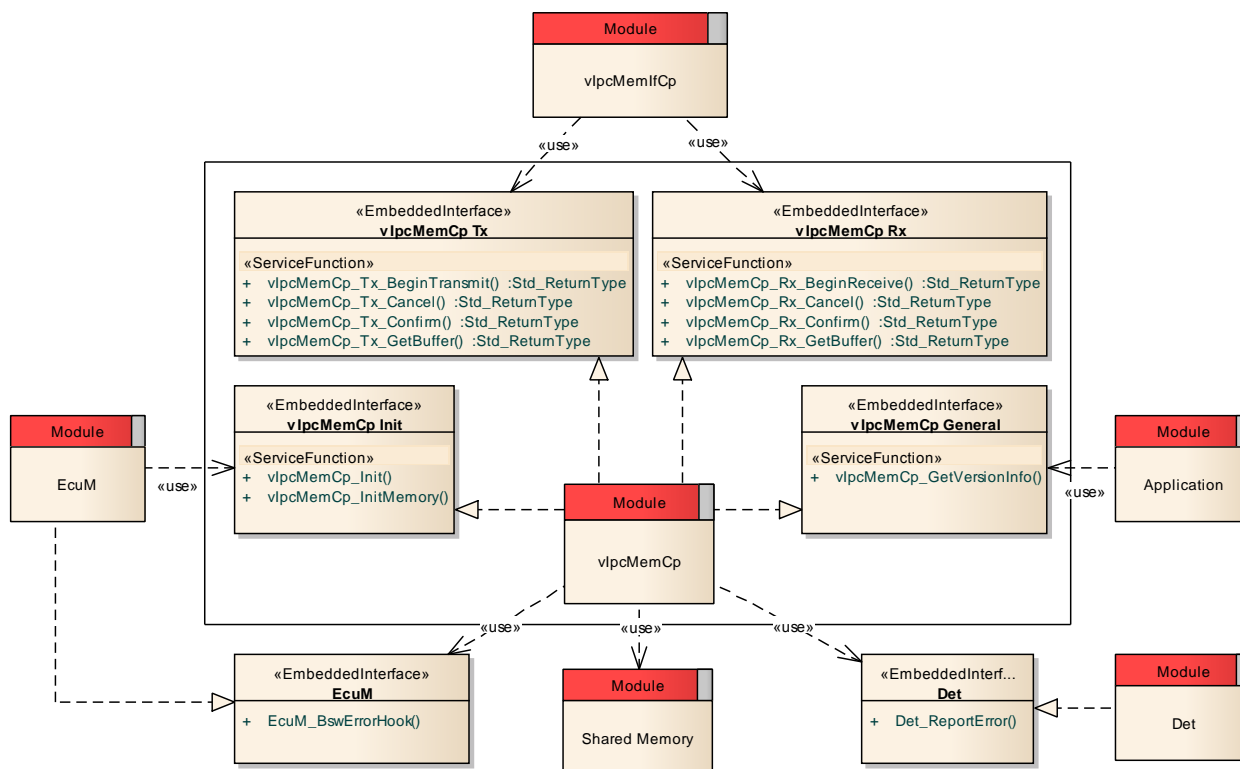 Module
vIpcMemIfCp
«use»
«use»
«EmbeddedInterface»
vIpcMemCp Tx
«ServiceFunction»
+ vIpcMemCp_Tx_BeginTransmit() :Std_ReturnType
+ vIpcMemCp_Tx_Cancel() :Std_ReturnType
+ vIpcMemCp_Tx_Confirm() :Std_ReturnType
+ vIpcMemCp_Tx_GetBuffer() :Std_ReturnType
«EmbeddedInterface»
vIpcMemCp Rx
«ServiceFunction»
+ vIpcMemCp_Rx_BeginReceive() :Std_ReturnType
+ vIpcMemCp_Rx_Cancel() :Std_ReturnType
+ vIpcMemCp_Rx_Confirm() :Std_ReturnType
+ vIpcMemCp_Rx_GetBuffer() :Std_ReturnType
Module
EcuM
«use»
«EmbeddedInterface»
vIpcMemCp Init
«ServiceFunction»
+ vIpcMemCp_Init()
+ vIpcMemCp_InitMemory()
Module
vIpcMemCp
«EmbeddedInterface»
vIpcMemCp General
«ServiceFunction»
+ vIpcMemCp_GetVersionInfo()
«use»
Module
Application
«use»
«use»
«use»
«EmbeddedInterface»
EcuM
+ EcuM_BswErrorHook()
Module
Shared Memory
«EmbeddedInterf...
Det
+ Det_ReportError()
Module
Det